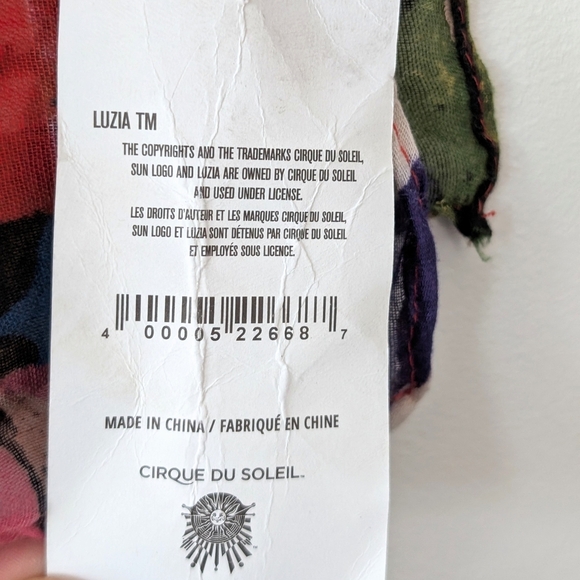 LUZIA TM
THE COPYRIGHTS AND THE TRADEMARKS CIRQUE DU SOLEIL,
SUN LOGO AND LUZIA ARE OWNED BY CIRQUE DU SOLEIL
AND USED UNDER LICENSE.
LES DROITS D'AUTEUR ET LES MARQUES CIRQUE DU SOLEIL,
SUN LOGO ET LUZIA SONT DÉTENUS PAR CIRQUE DU SOLEIL
ET EMPLOYÉS SOUS LICENCE.
4 00005 22668 7
MADE IN CHINA / FABRIQUÉ EN CHINE
CIRQUE DU SOLEIL™